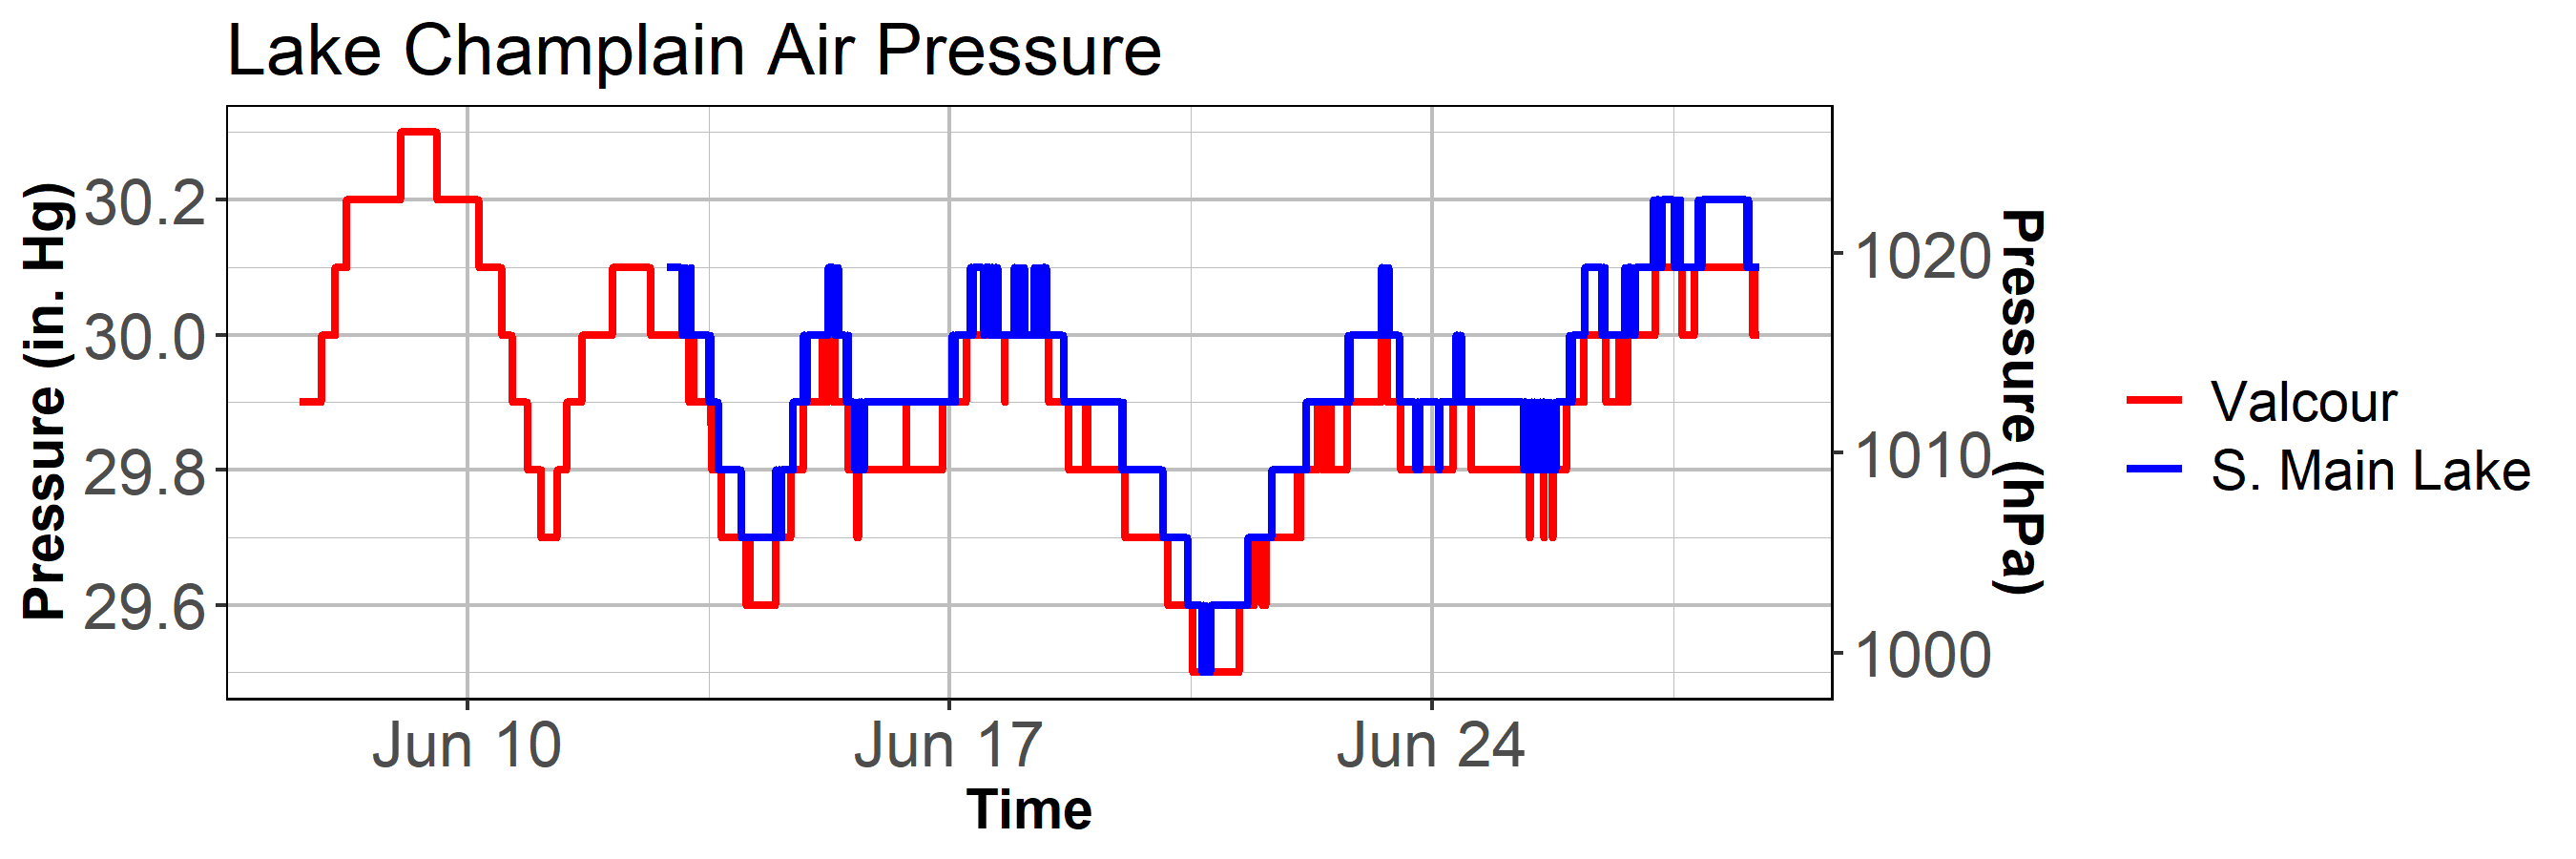 Lake Champlain Air Pressure
Pressure (in. Hg)
30.2
30.0
29.8
29.6
1020
1010
1000
Pressure (hPa)
Jun 10
Jun 17
Jun 24
Time
Valcour
S. Main Lake